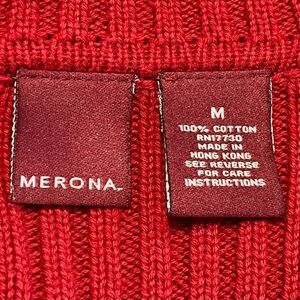 MERONA
M
100% COTTON
RN17730
MADE IN
HONG KONG
SEE REVERSE
FOR CARE
INSTRUCTIONS